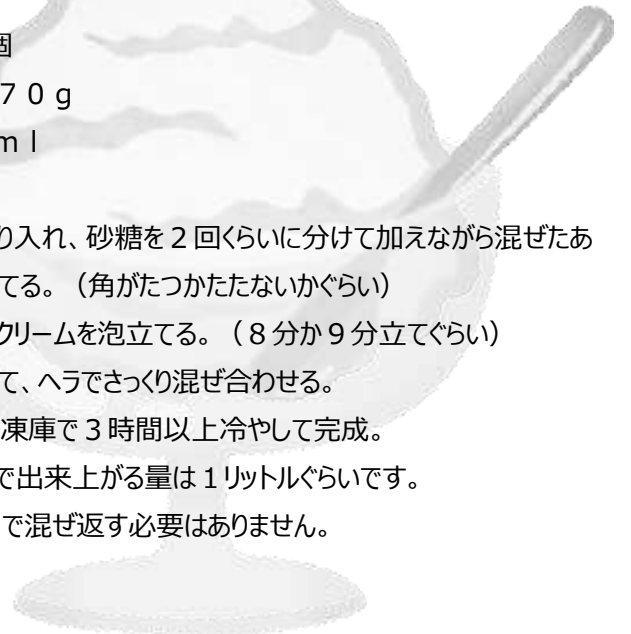 個
７０ｇ
ｍｌ
り入れ、砂糖を２回くらいに分けて加えながら混ぜたあ
てる。（角がたつかたたないかぐらい）
クリームを泡立てる。（８分か９分立てぐらい）
て、ヘラでさっくり混ぜ合わせる。
凍庫で３時間以上冷やして完成。
で出来上がる量は１リットルぐらいです。
で混ぜ返す必要はありません。